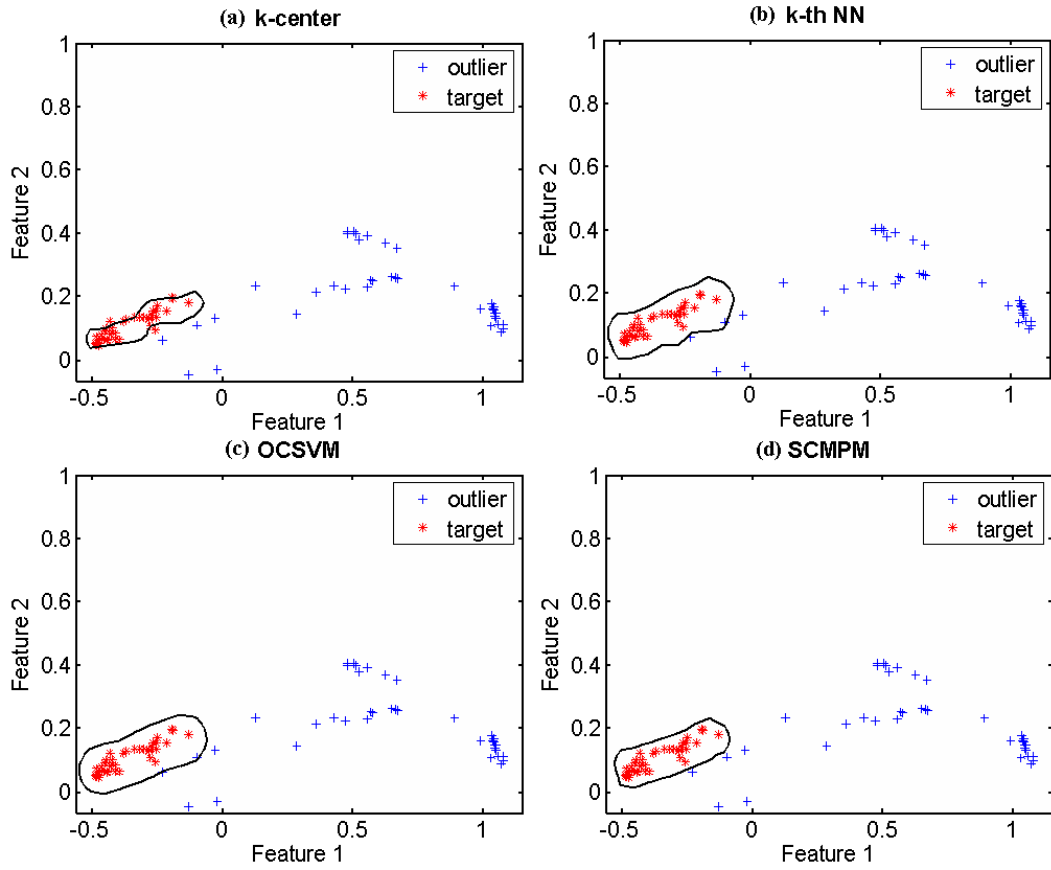 (a) k-center
1
0.8
0.6
0.4
0.2
0
Feature 2
outlier
target
-0.5
0
0.5
1
Feature 1
(b) k-th NN
1
0.8
0.6
0.4
0.2
0
Feature 2
outlier
target
-0.5
0
0.5
1
Feature 1
(c) OCSVM
1
0.8
0.6
0.4
0.2
0
Feature 2
outlier
target
-0.5
0
0.5
1
Feature 1
(d) SCMPM
1
0.8
0.6
0.4
0.2
0
Feature 2
outlier
target
-0.5
0
0.5
1
Feature 1